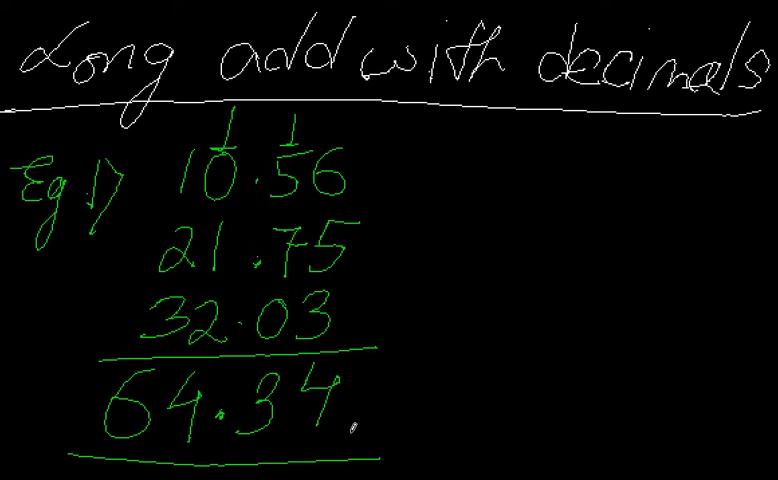 Long add with decimals
1 1
Eg 1) 10.56
21.75
32.03
64.34.